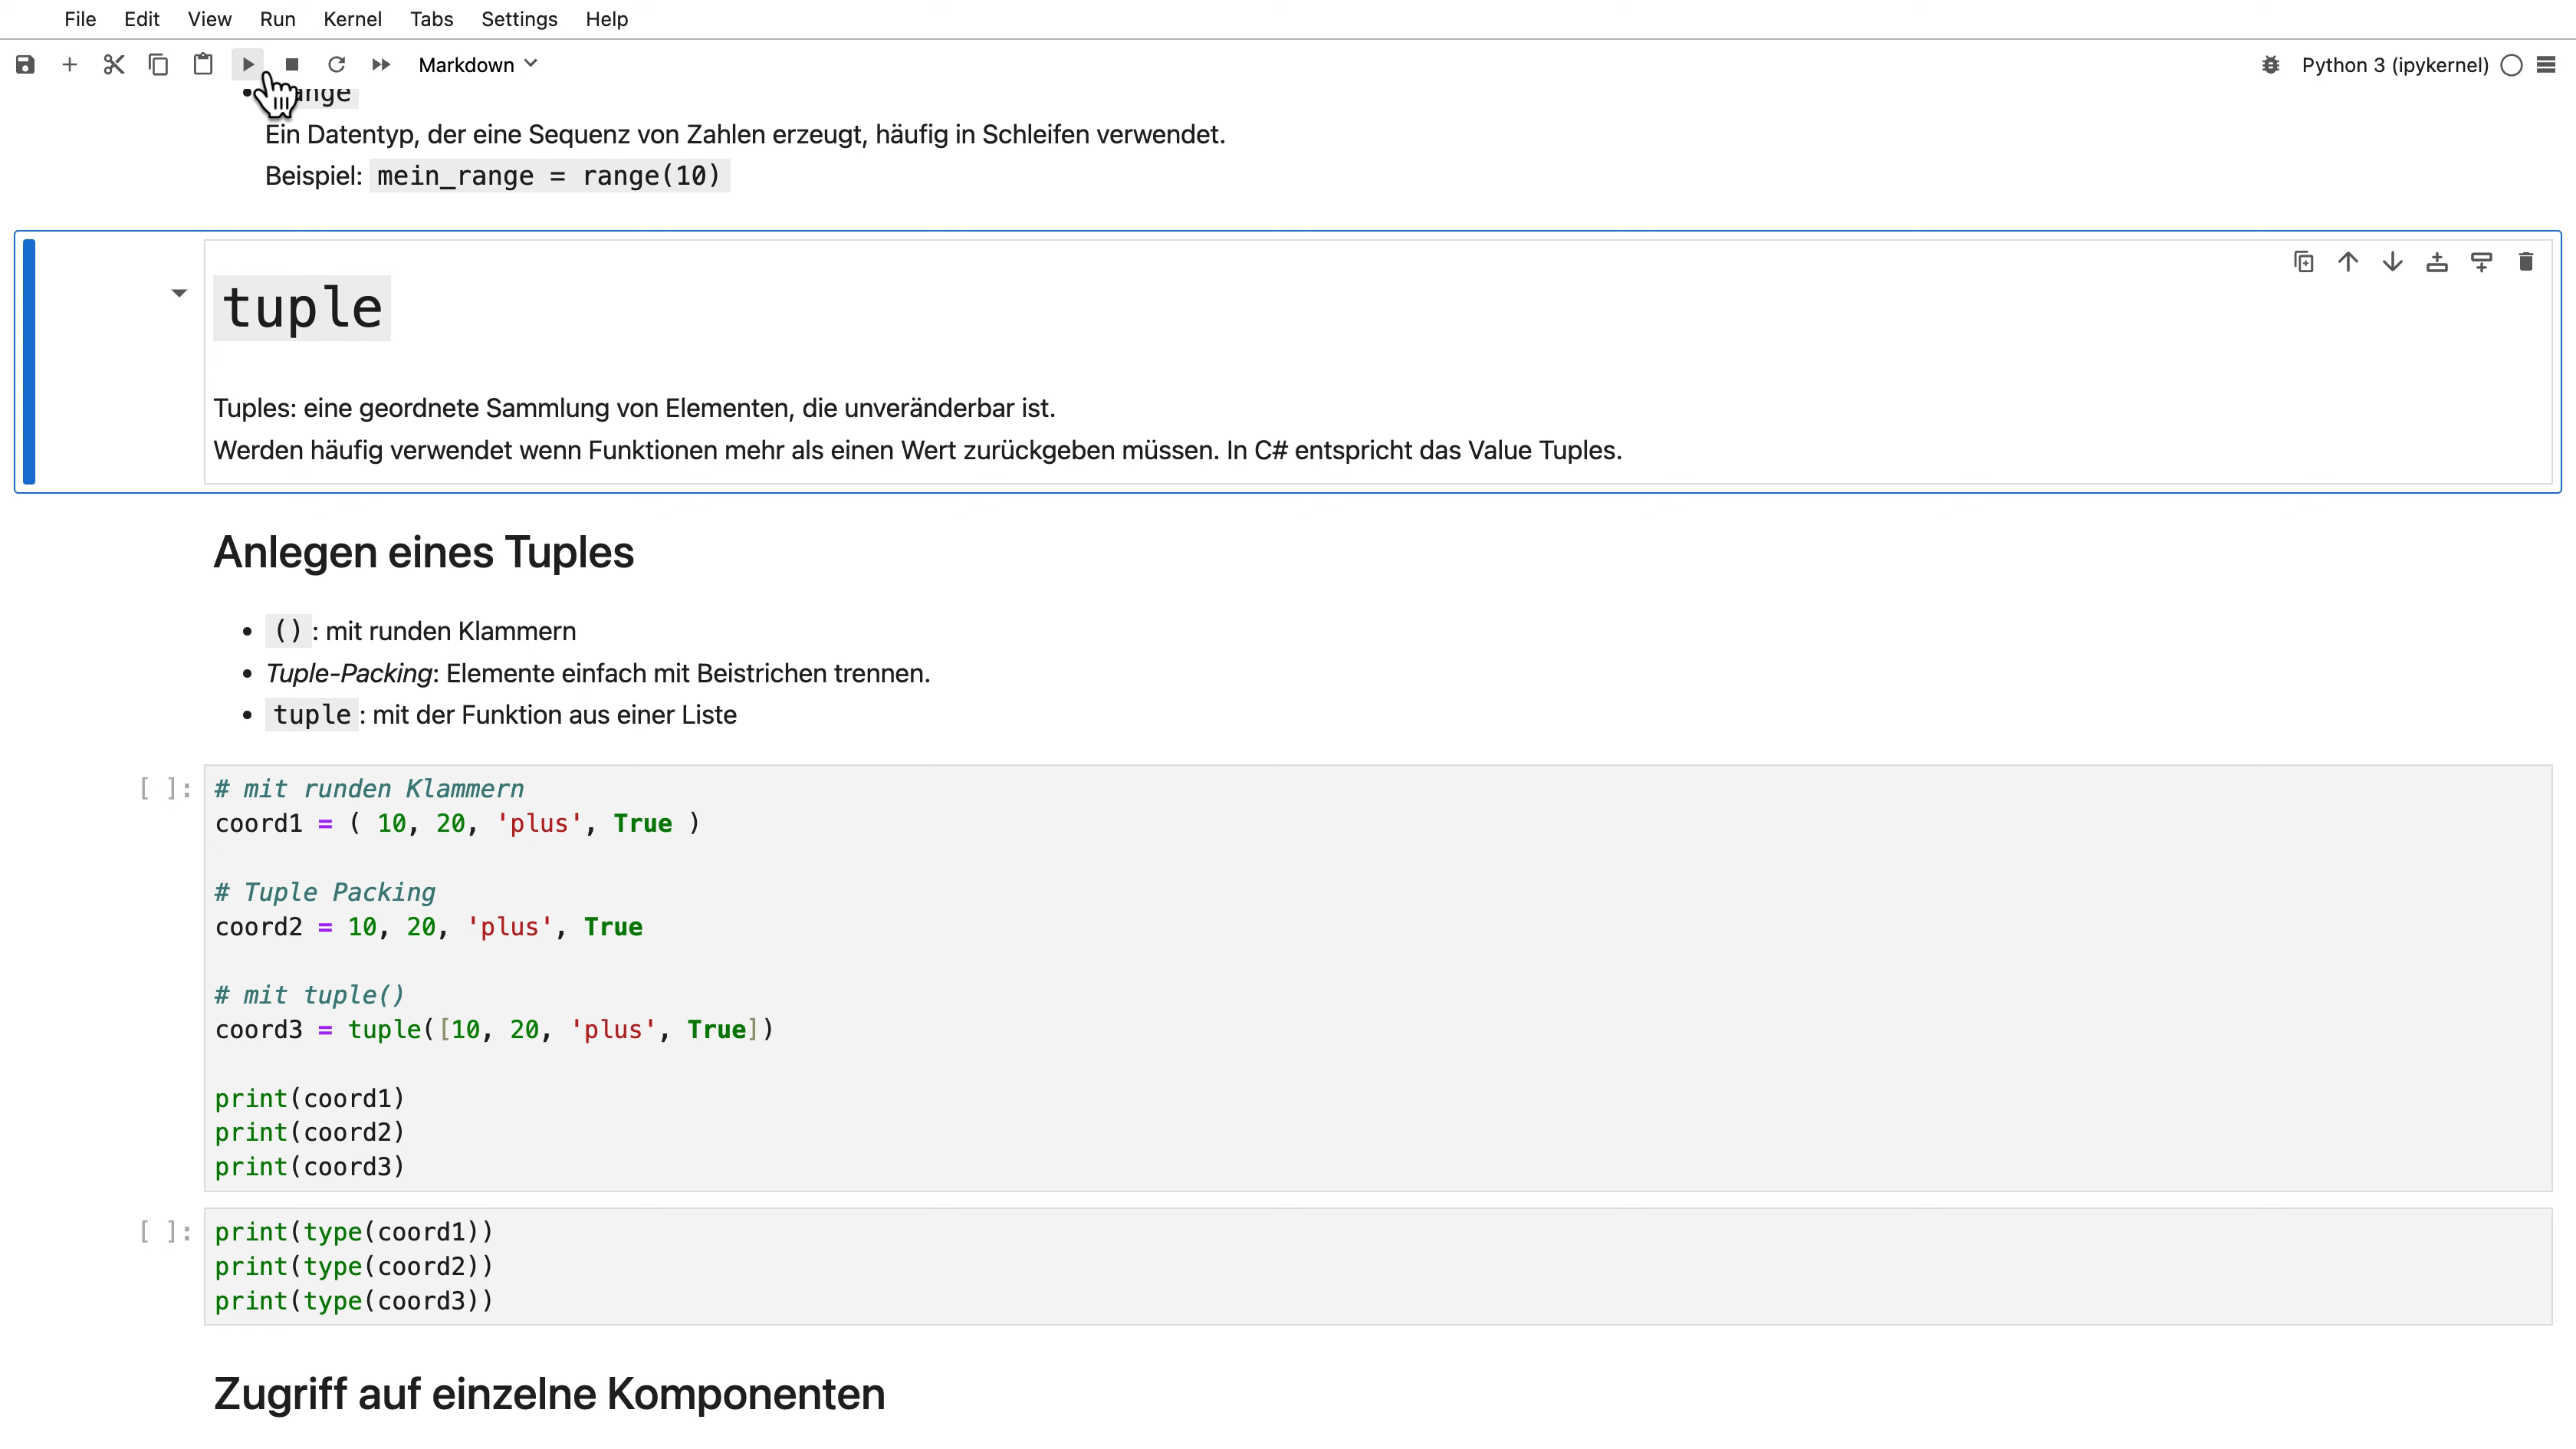 File Edit View Run Kernel Tabs Settings Help
Markdown Python 3 (ipykernel)
Ein Datentyp, der eine Sequenz von Zahlen erzeugt, häufig in Schleifen verwendet.
Beispiel: mein_range = range(10)
tuple
Tuples: eine geordnete Sammlung von Elementen, die unveränderbar ist.
Werden häufig verwendet wenn Funktionen mehr als einen Wert zurückgeben müssen. In C# entspricht das Value Tuples.
Anlegen eines Tuples
• (): mit runden Klammern
• Tuple-Packing: Elemente einfach mit Beistrichen trennen.
• tuple: mit der Funktion aus einer Liste
[ ]: # mit runden Klammern
coord1 = ( 10, 20, 'plus', True )
# Tuple Packing
coord2 = 10, 20, 'plus', True
# mit tuple()
coord3 = tuple([10, 20, 'plus', True])
print(coord1)
print(coord2)
print(coord3)
[ ]: print(type(coord1))
print(type(coord2))
print(type(coord3))
Zugriff auf einzelne Komponenten